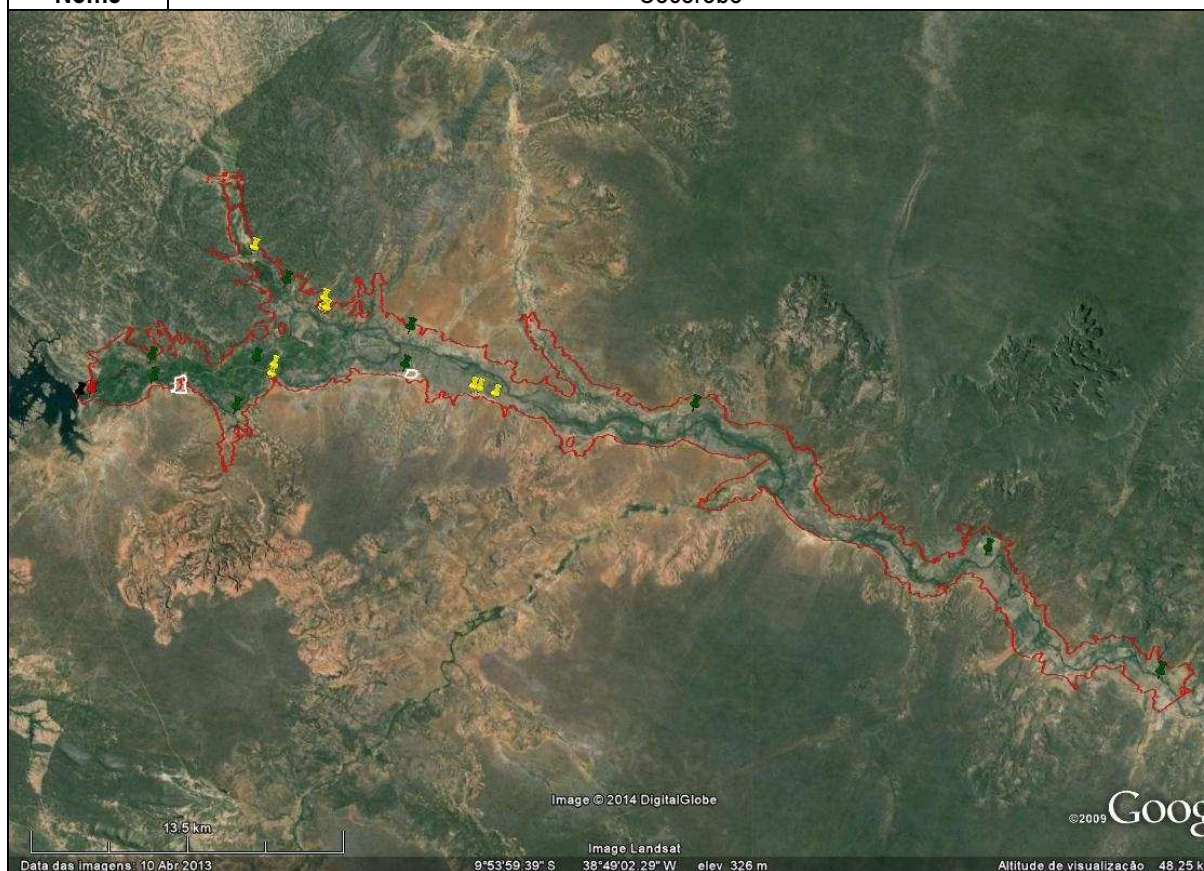 Nome
Cocorobó
Image © 2014 DigitalGlobe
©2009 Goog
13.5 km
Image Landsat
Data das imagens: 10 Abr 2013 9°53'59.39" S 38°49'02.29" W elev 326 m Altitude de visualização 48.25 k